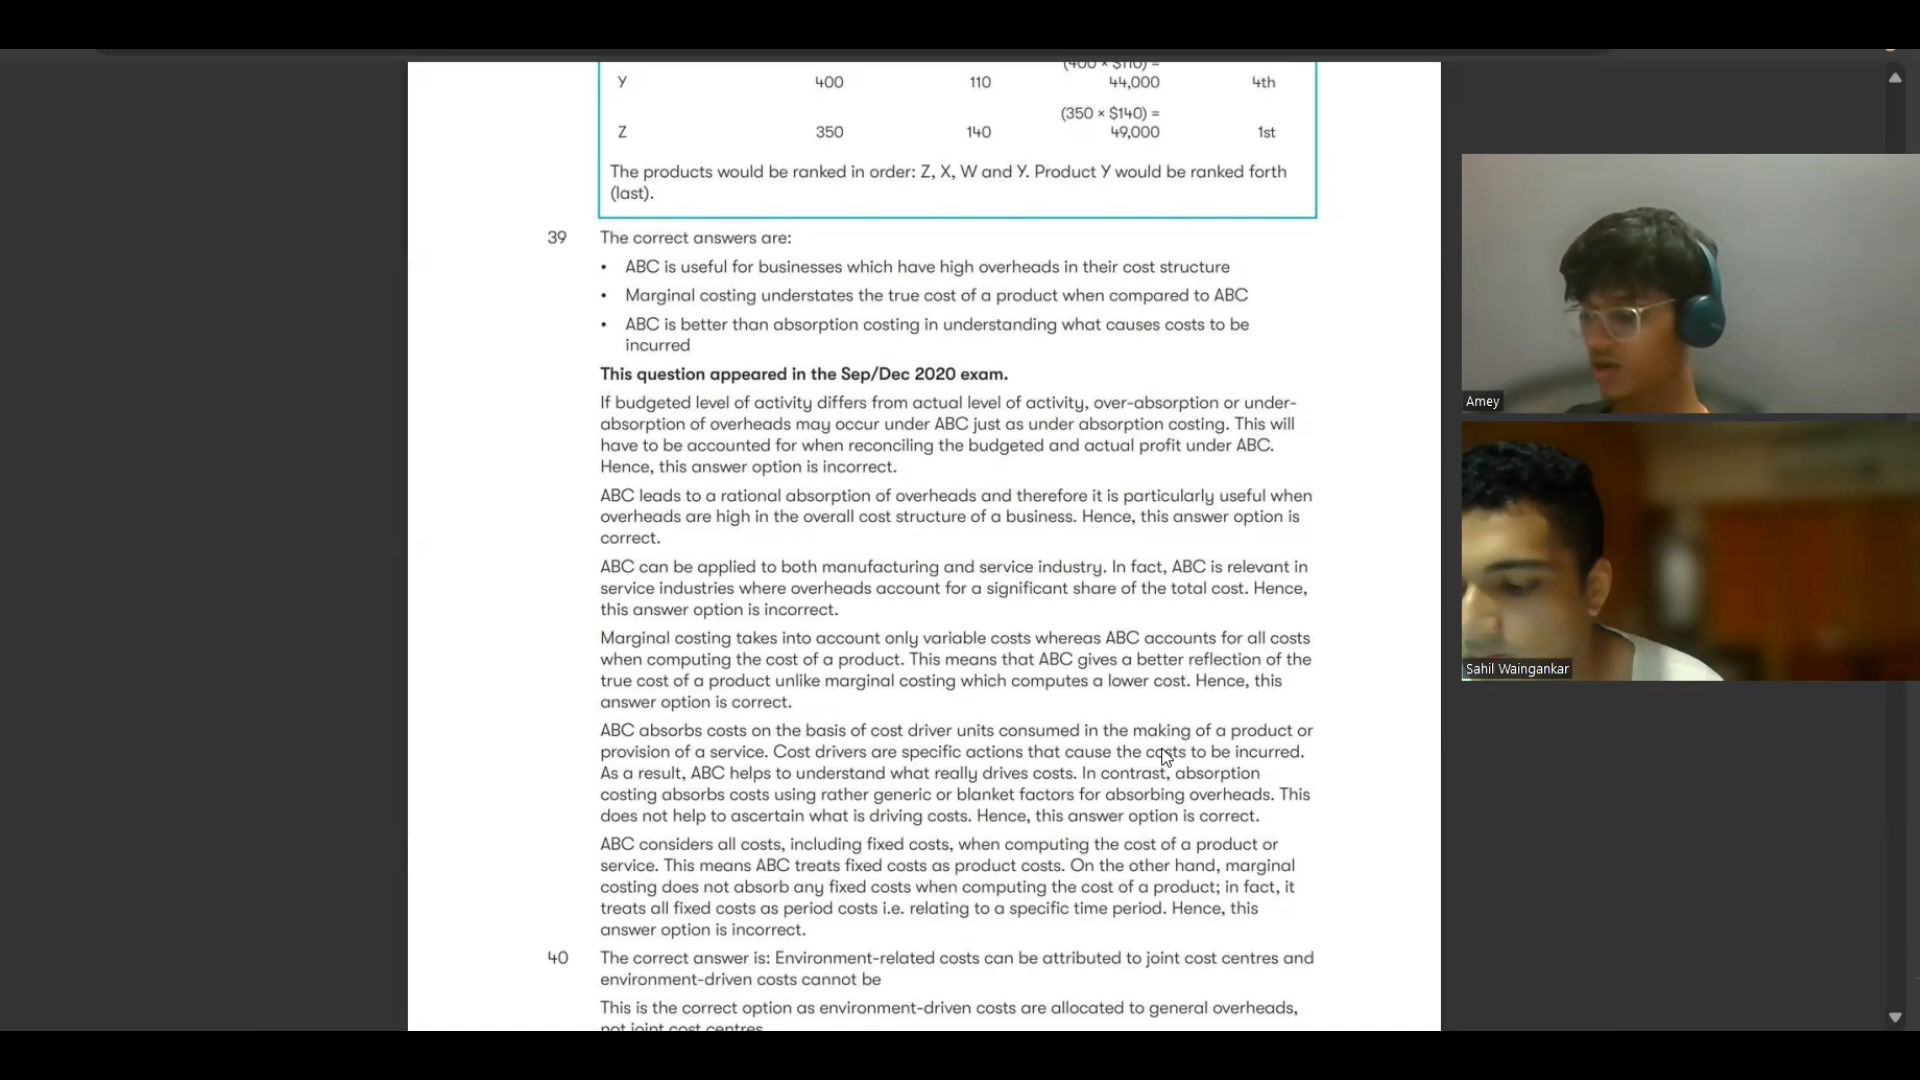 (400 × $110) =
Y 400 110 44,000 4th
(350 × $140) =
Z 350 140 49,000 1st
The products would be ranked in order: Z, X, W and Y. Product Y would be ranked forth
(last).
39 The correct answers are:
• ABC is useful for businesses which have high overheads in their cost structure
• Marginal costing understates the true cost of a product when compared to ABC
• ABC is better than absorption costing in understanding what causes costs to be
incurred
This question appeared in the Sep/Dec 2020 exam.
If budgeted level of activity differs from actual level of activity, over-absorption or under-
absorption of overheads may occur under ABC just as under absorption costing. This will
have to be accounted for when reconciling the budgeted and actual profit under ABC.
Hence, this answer option is incorrect.
ABC leads to a rational absorption of overheads and therefore it is particularly useful when
overheads are high in the overall cost structure of a business. Hence, this answer option is
correct.
ABC can be applied to both manufacturing and service industry. In fact, ABC is relevant in
service industries where overheads account for a significant share of the total cost. Hence,
this answer option is incorrect.
Marginal costing takes into account only variable costs whereas ABC accounts for all costs
when computing the cost of a product. This means that ABC gives a better reflection of the
true cost of a product unlike marginal costing which computes a lower cost. Hence, this
answer option is correct.
ABC absorbs costs on the basis of cost driver units consumed in the making of a product or
provision of a service. Cost drivers are specific actions that cause the costs to be incurred.
As a result, ABC helps to understand what really drives costs. In contrast, absorption
costing absorbs costs using rather generic or blanket factors for absorbing overheads. This
does not help to ascertain what is driving costs. Hence, this answer option is correct.
ABC considers all costs, including fixed costs, when computing the cost of a product or
service. This means ABC treats fixed costs as product costs. On the other hand, marginal
costing does not absorb any fixed costs when computing the cost of a product; in fact, it
treats all fixed costs as period costs i.e. relating to a specific time period. Hence, this
answer option is incorrect.
40 The correct answer is: Environment-related costs can be attributed to joint cost centres and
environment-driven costs cannot be
This is the correct option as environment-driven costs are allocated to general overheads,
not joint cost centres
Amey
Sahil Waingankar